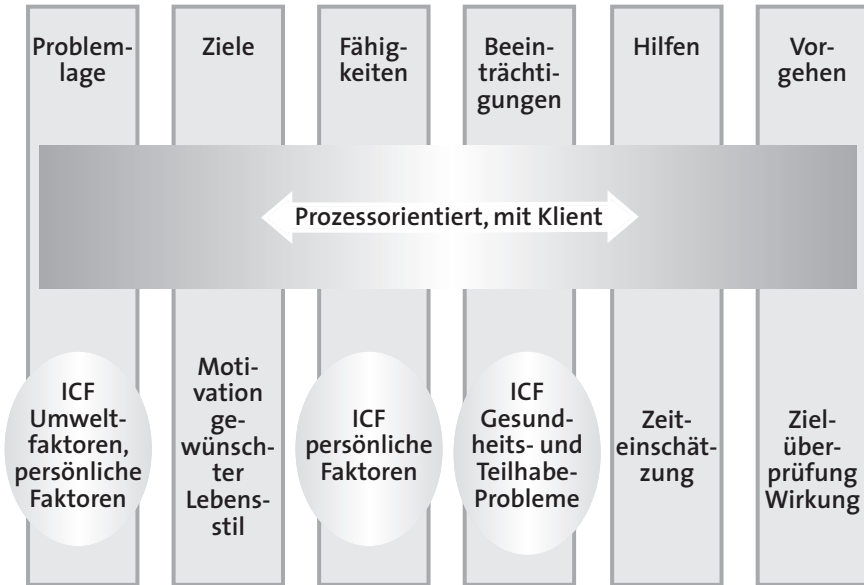 Problem-
lage
Ziele
Fähig-
keiten
Beein-
trächti-
gungen
Hilfen
Vor-
gehen
Prozessorientiert, mit Klient
ICF
Umwelt-
faktoren,
persönliche
Faktoren
Moti-
vation
ge-
wünsch-
ter
Lebens-
stil
ICF
persönliche
Faktoren
ICF
Gesund-
heits- und
Teilhabe-
Probleme
Zeit-
einschät-
zung
Ziel-
über-
prüfung
Wirkung